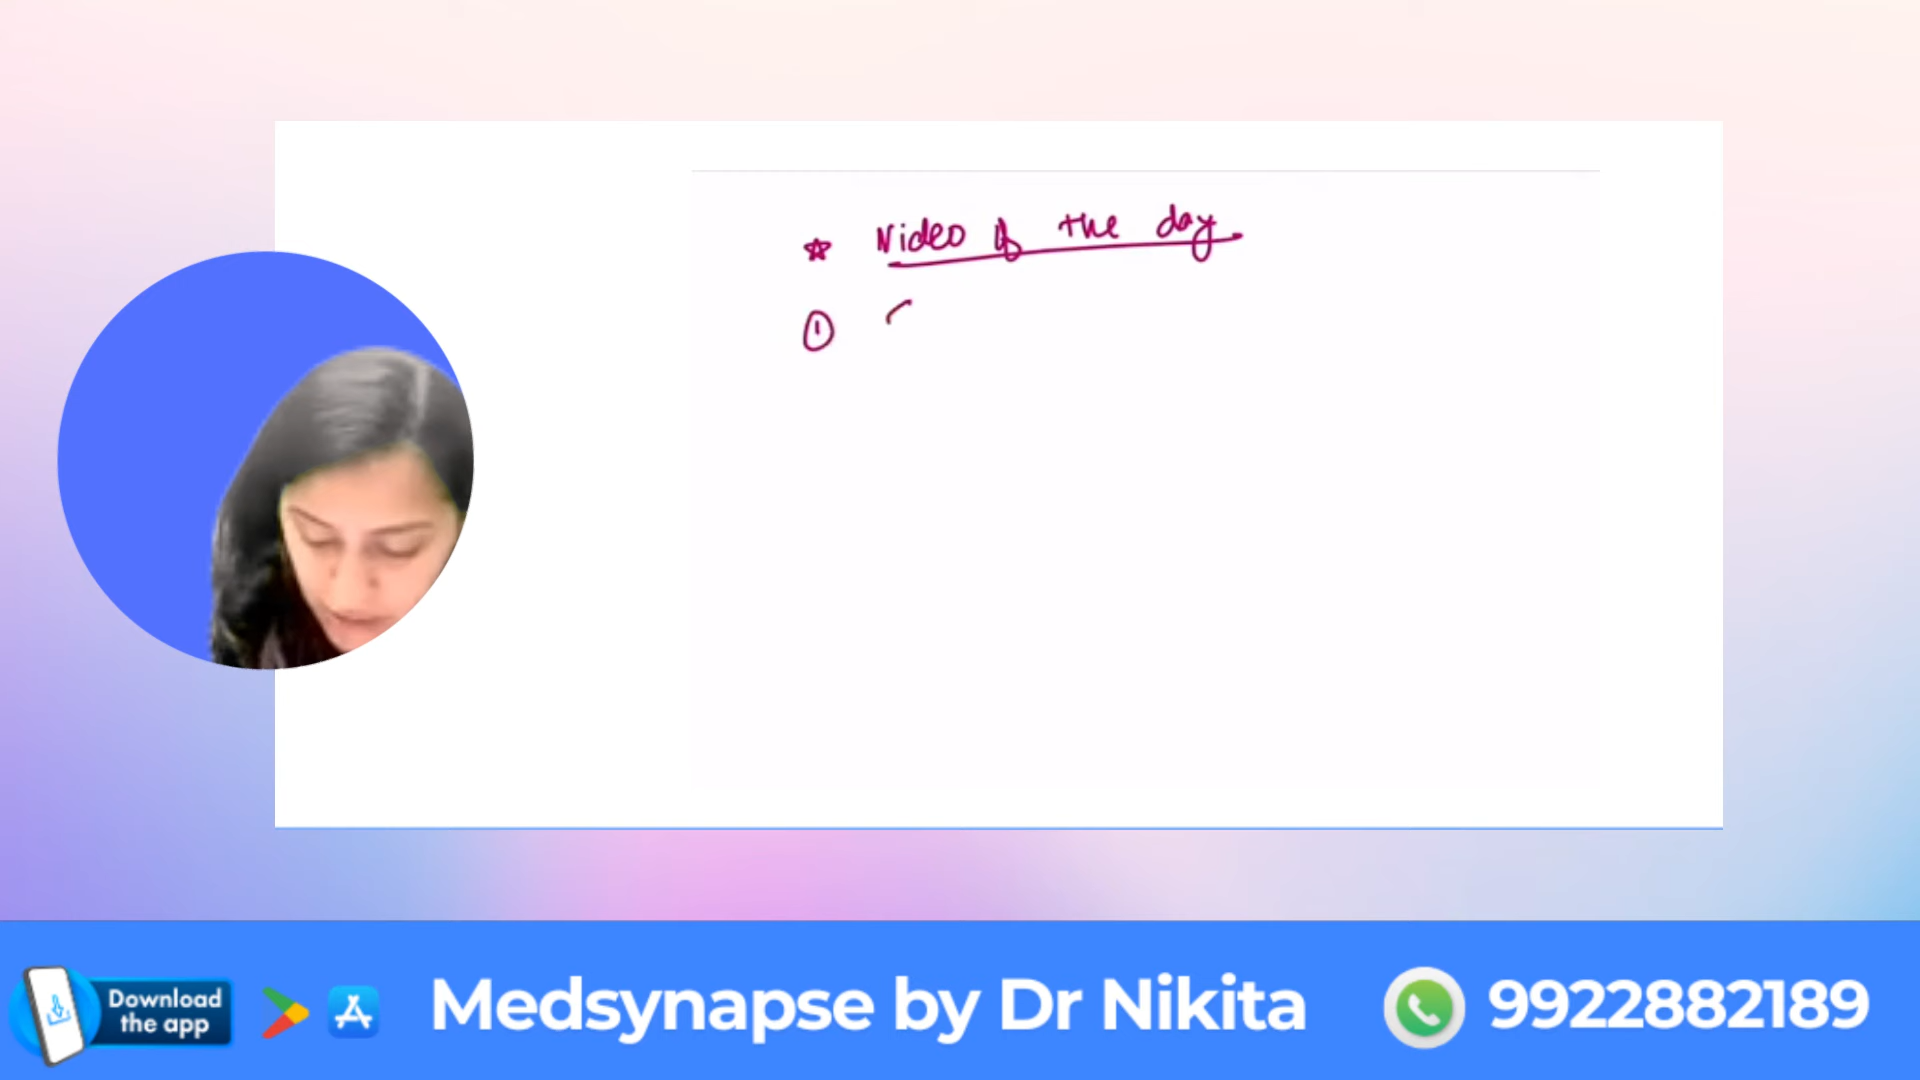 ☆ Video of the day.
①
Download
the app
Medsynapse by Dr Nikita
9922882189